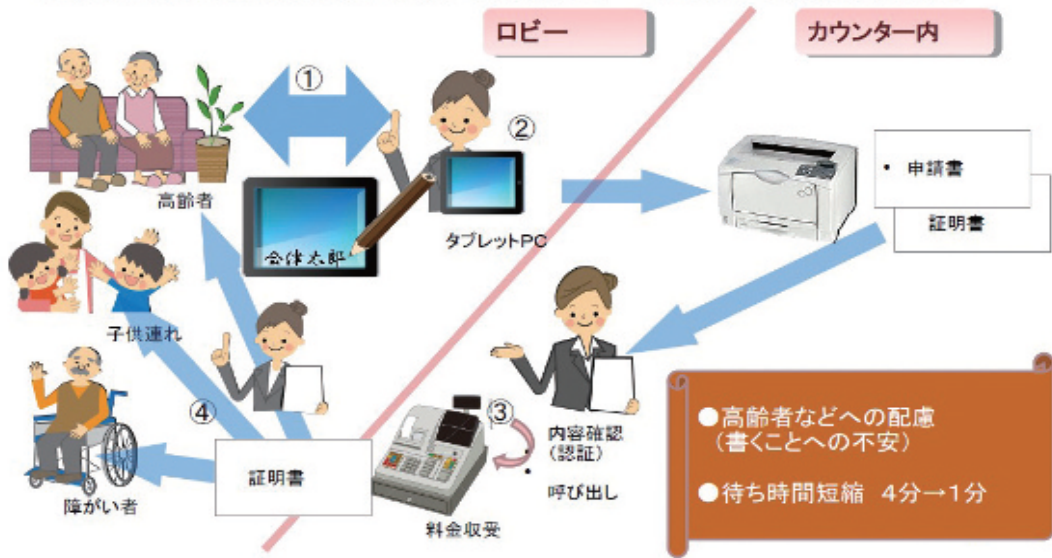 ロビー
カウンター内
①
②
高齢者
会津太郎
タブレットPC
・ 申請書
証明書
子供連れ
④
障がい者
証明書
③
料金収受
内容確認
(認証)
・
呼び出し
●高齢者などへの配慮
(書くことへの不安)
●待ち時間短縮 4分→1分